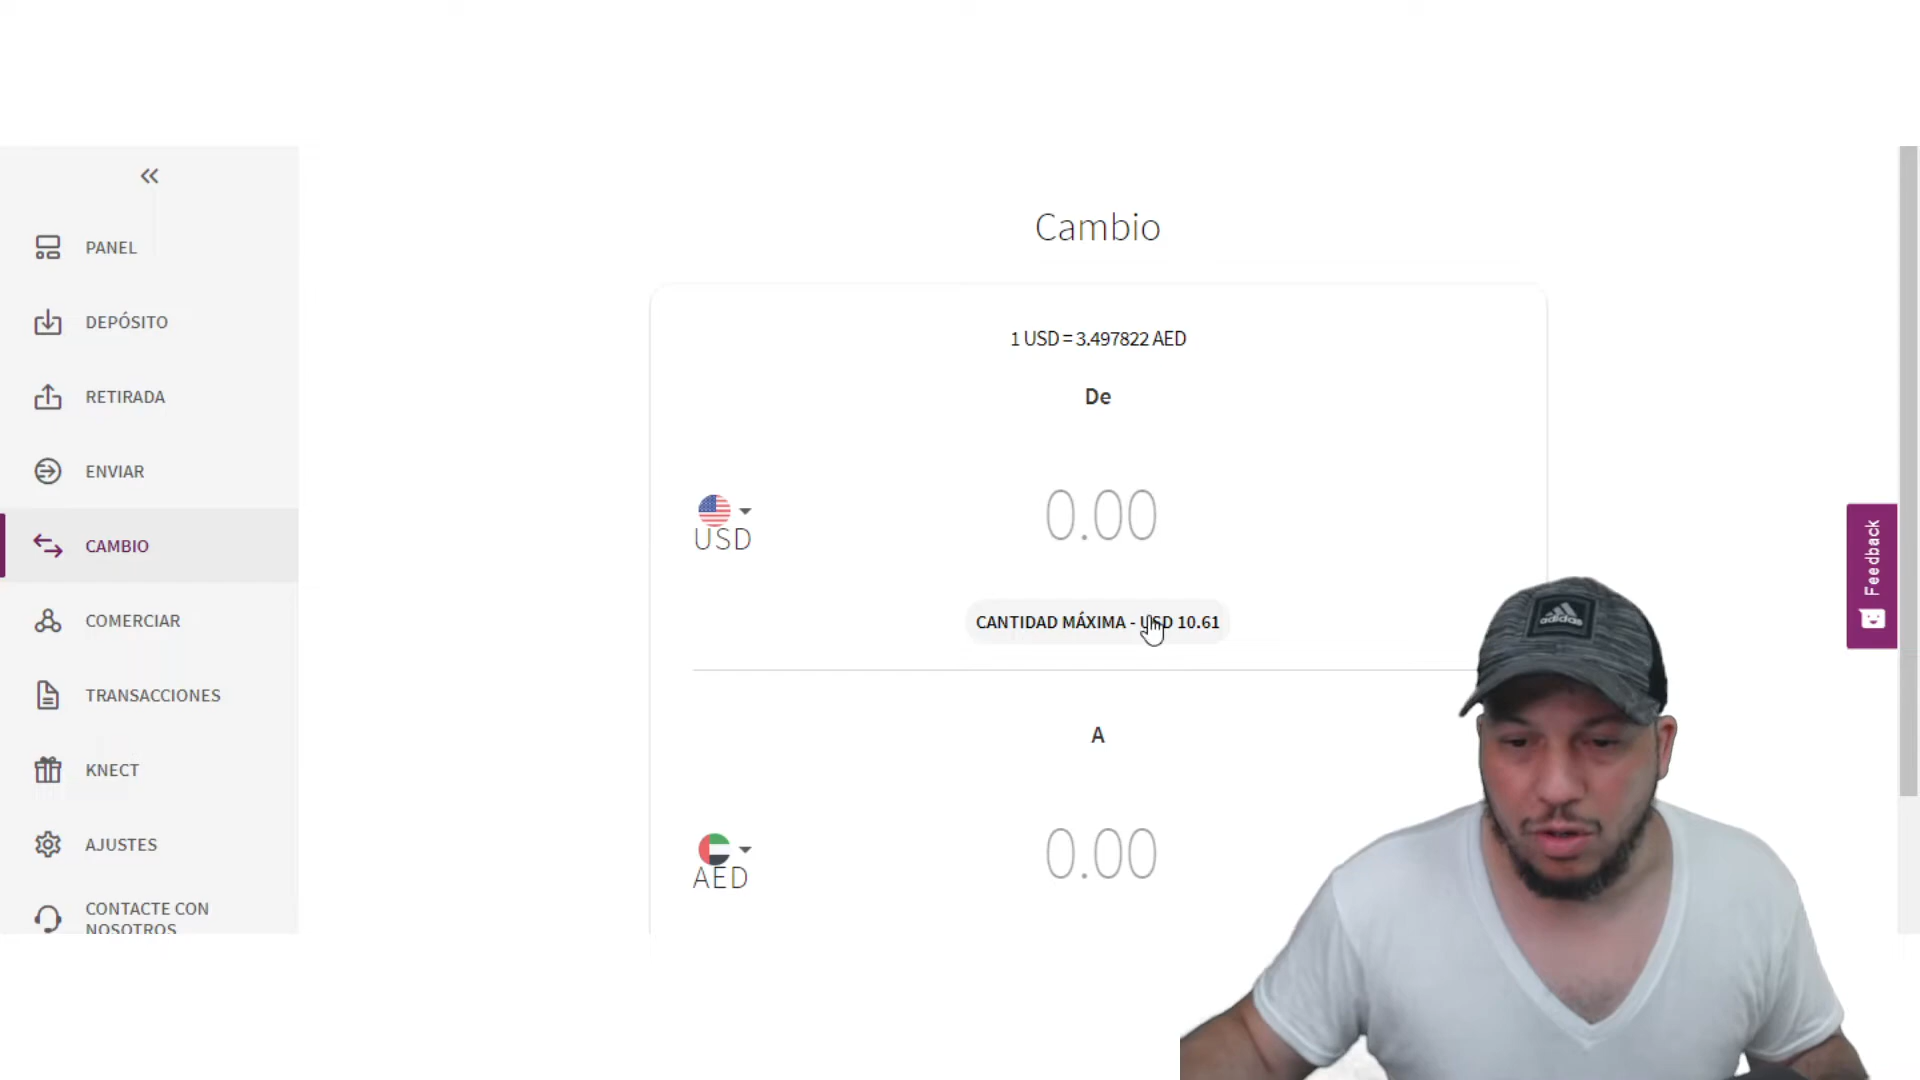 PANEL
DEPÓSITO
RETIRADA
ENVIAR
CAMBIO
COMERCIAR
TRANSACCIONES
KNECT
AJUSTES
CONTACTE CON
NOSOTROS
Cambio
1 USD = 3.497822 AED
De
USD
0.00
CANTIDAD MÁXIMA - USD 10.61
A
AED
0.00
Feedback
adidas